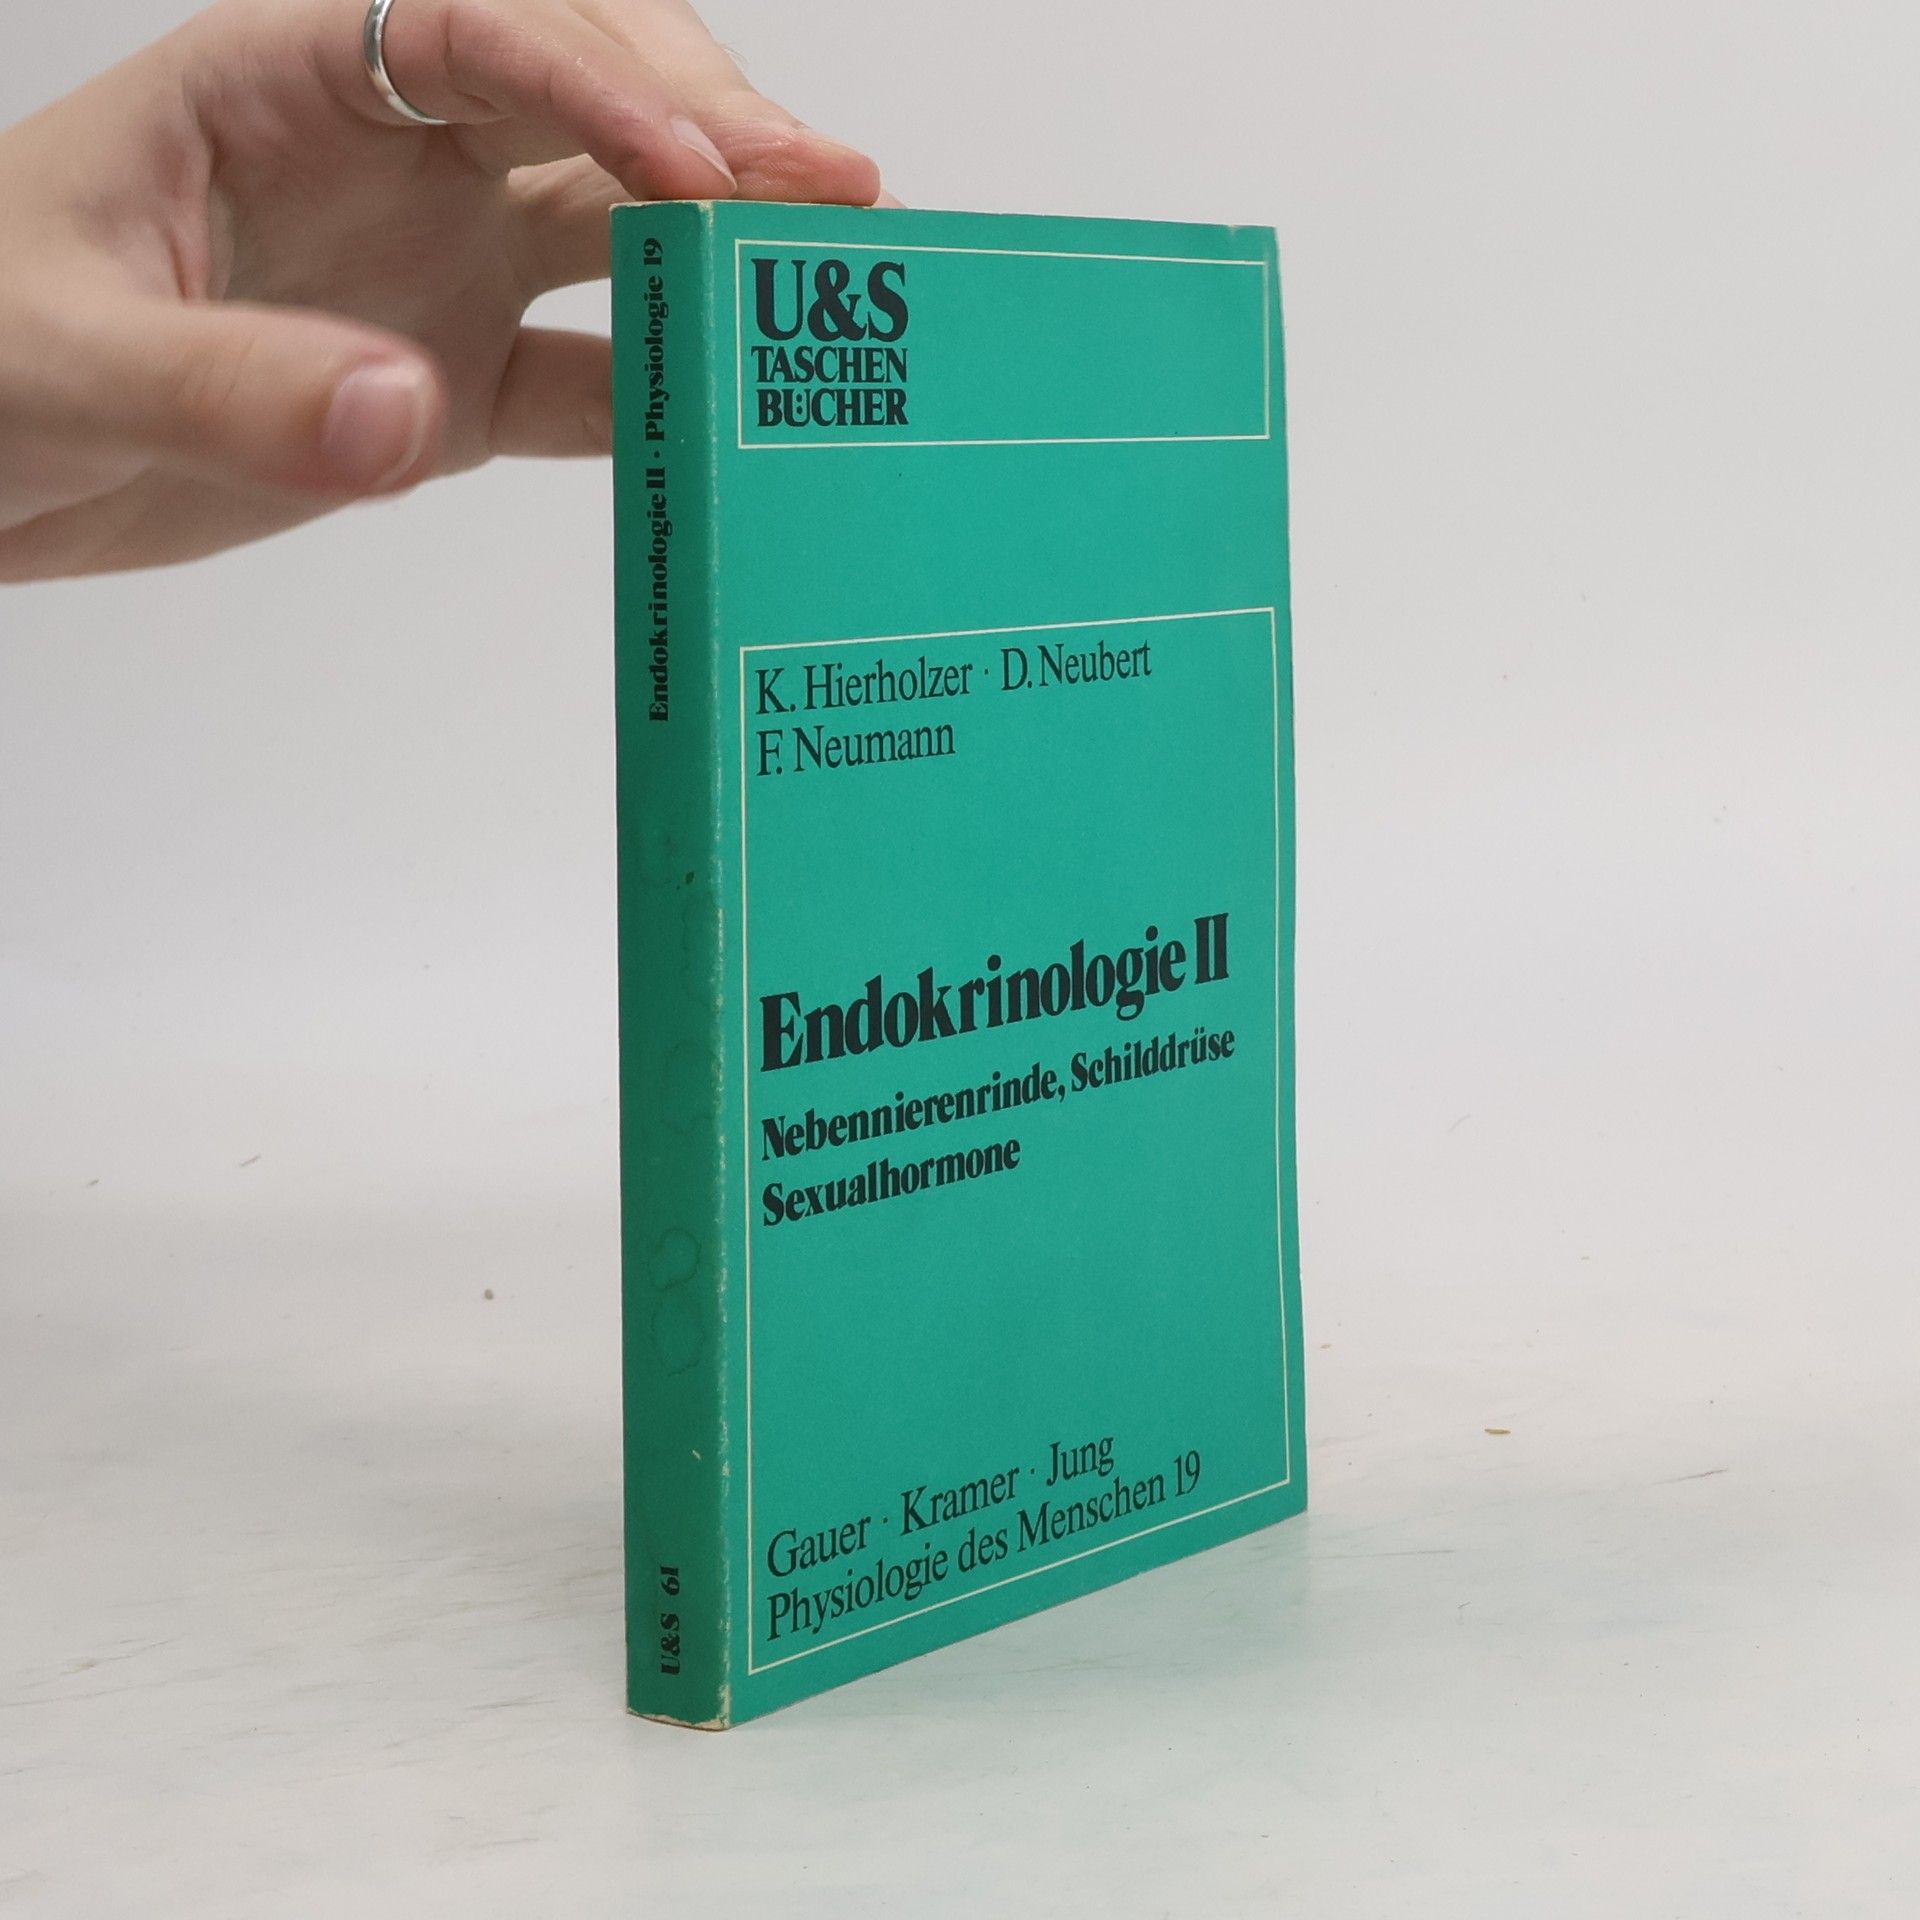 Endokrinologie II · Physiologie 19
U&S 61
U&S
TASCHEN
BÜCHER
K. Hierholzer · D. Neubert
F. Neumann
Endokrinologie II
Nebennierenrinde, Schilddrüse
Sexualhormone
Gauer · Kramer · Jung
Physiologie des Menschen 19